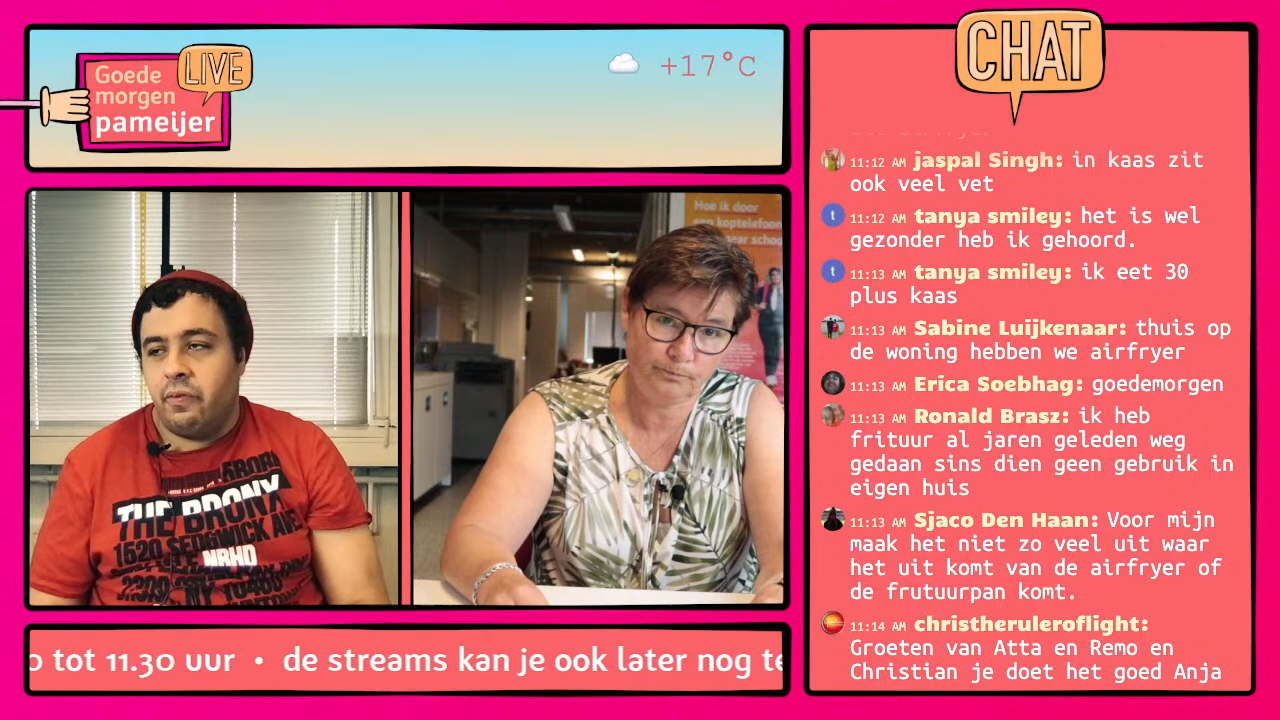 Goede
morgen
pameijer
LIVE
+17°C
Hoe ik door
een koptelefoon
THE BRONX
1520 SEDGWICK AVE
NRHD
o tot 11.30 uur • de streams kan je ook later nog te
CHAT
11:12 AM jaspal Singh: in kaas zit
ook veel vet
t 11:12 AM tanya smiley: het is wel
gezonder heb ik gehoord.
t 11:13 AM tanya smiley: ik eet 30
plus kaas
11:13 AM Sabine Luijkenaar: thuis op
de woning hebben we airfryer
11:13 AM Erica Soebhag: goedemorgen
11:13 AM Ronald Brasz: ik heb
frituur al jaren geleden weg
gedaan sins dien geen gebruik in
eigen huis
11:13 AM Sjaco Den Haan: Voor mijn
maak het niet zo veel uit waar
het uit komt van de airfryer of
de frutuurpan komt.
11:14 AM christheruleroflight:
Groeten van Atta en Remo en
Christian je doet het goed Anja